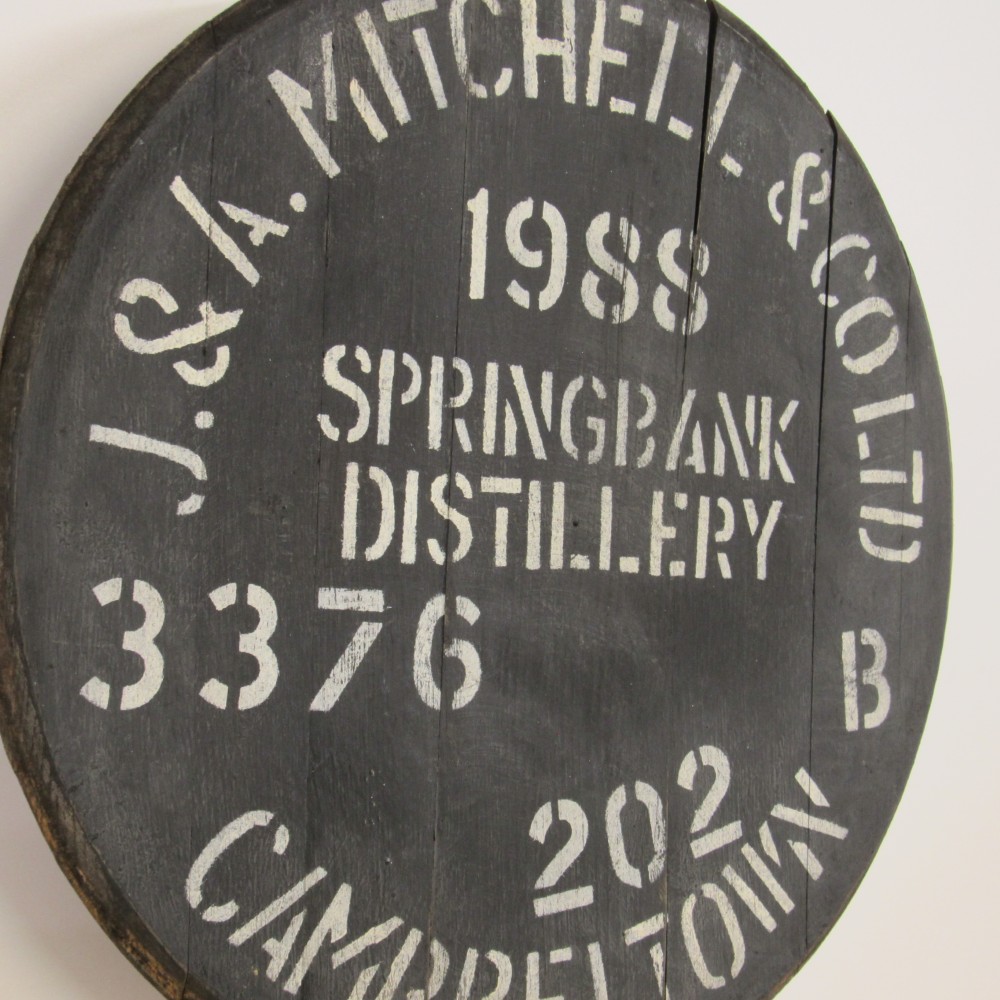 J. & A. MITCHELL & CO LTD
1988
SPRINGBANK
DISTILLERY
3376
B
202
CAMPBELTOWN